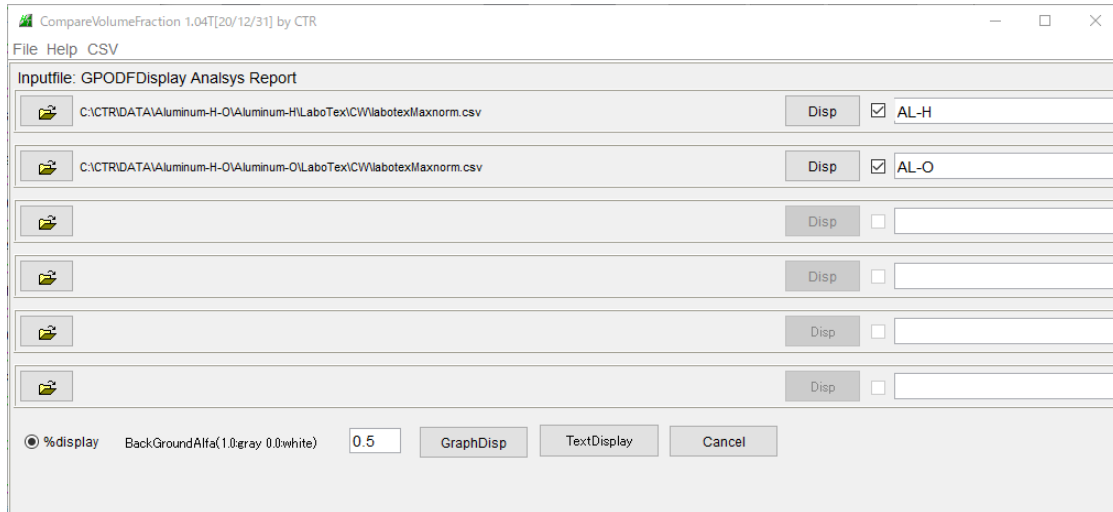 CompareVolumeFraction 1.04T[20/12/31] by CTR
File Help CSV
Inputfile: GPODFDisplay Analsys Report
C:\CTR\DATA\Aluminum-H-O\Aluminum-H\LaboTex\CW\labotexMaxnorm.csv Disp AL-H
C:\CTR\DATA\Aluminum-H-O\Aluminum-O\LaboTex\CW\labotexMaxnorm.csv Disp AL-O
Disp
Disp
Disp
Disp
%display BackGroundAlfa(1.0:gray 0.0:white) 0.5 GraphDisp TextDisplay Cancel